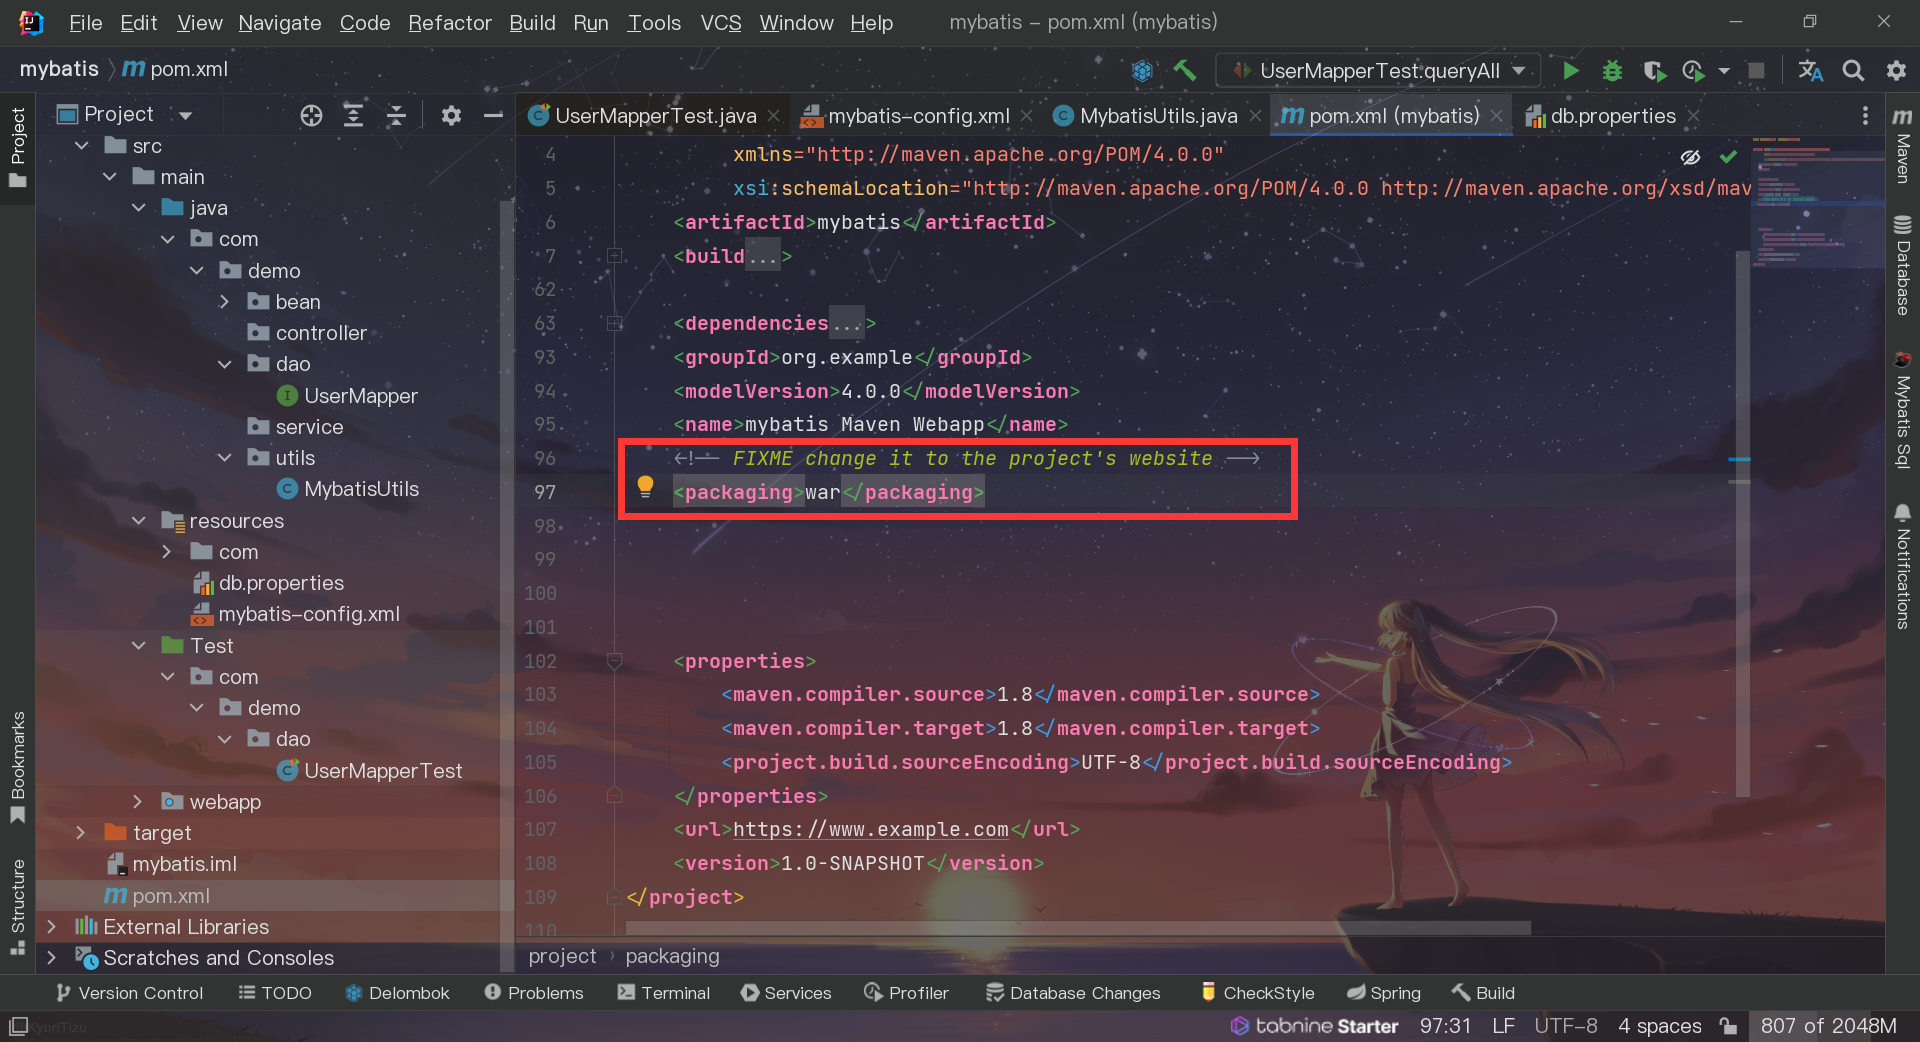 File Edit View Navigate Code Refactor Build Run Tools VCS Window Help mybatis – pom.xml (mybatis)
mybatis pom.xml UserMapperTest.queryAll
Project
UserMapperTest.java mybatis-config.xml MybatisUtils.java pom.xml (mybatis) db.properties
Project
src
main
java
com
demo
bean
controller
dao
UserMapper
service
utils
MybatisUtils
resources
com
db.properties
mybatis-config.xml
Test
com
demo
dao
UserMapperTest
webapp
target
mybatis.iml
pom.xml
External Libraries
Scratches and Consoles
Bookmarks
Structure
4 xmlns="http://maven.apache.org/POM/4.0.0"
5 xsi:schemaLocation="http://maven.apache.org/POM/4.0.0 http://maven.apache.org/xsd/mav
6 <artifactId>mybatis</artifactId>
7 <build...>
62
63 <dependencies...>
93 <groupId>org.example</groupId>
94 <modelVersion>4.0.0</modelVersion>
95 <name>mybatis Maven Webapp</name>
96 <!-- FIXME change it to the project's website -->
97 <packaging>war</packaging>
98
99
100
101
102 <properties>
103 <maven.compiler.source>1.8</maven.compiler.source>
104 <maven.compiler.target>1.8</maven.compiler.target>
105 <project.build.sourceEncoding>UTF-8</project.build.sourceEncoding>
106 </properties>
107 <url>https://www.example.com</url>
108 <version>1.0-SNAPSHOT</version>
109 </project>
110
project › packaging
Maven
Database
Mybatis Sql
Notifications
Version Control TODO Delombok Problems Terminal Services Profiler Database Changes CheckStyle Spring Build
KyuriTizu
tabnine Starter 97:31 LF UTF-8 4 spaces 807 of 2048M